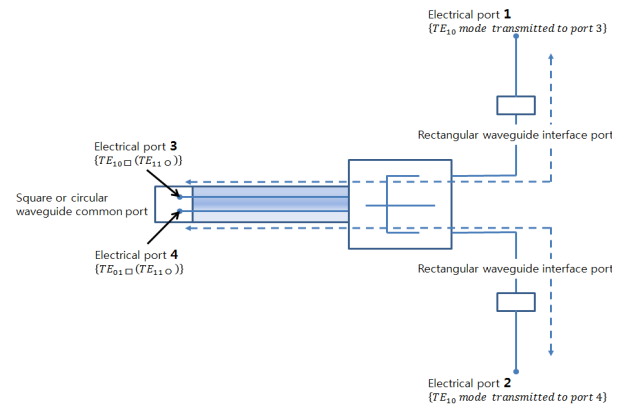 Electrical port 1
{TE₁₀ mode transmitted to port 3}
Rectangular waveguide interface port
Electrical port 3
{TE₁₀□ (TE₁₁○)}
Square or circular
waveguide common port
Electrical port 4
{TE₀₁□ (TE₁₁○)}
Rectangular waveguide interface port
Electrical port 2
{TE₁₀ mode transmitted to port 4}